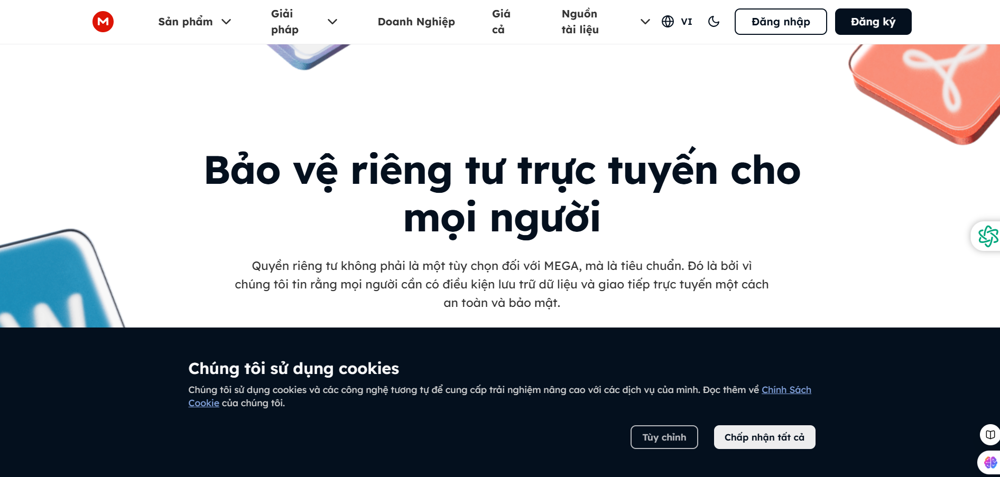 M
Sản phẩm
Giải
pháp
Doanh Nghiệp
Giá
cả
Nguồn
tài liệu
VI
Đăng nhập
Đăng ký
Bảo vệ riêng tư trực tuyến cho
mọi người
Quyền riêng tư không phải là một tùy chọn đối với MEGA, mà là tiêu chuẩn. Đó là bởi vì
chúng tôi tin rằng mọi người cần có điều kiện lưu trữ dữ liệu và giao tiếp trực tuyến một cách
an toàn và bảo mật.
W
Chúng tôi sử dụng cookies
Chúng tôi sử dụng cookies và các công nghệ tương tự để cung cấp trải nghiệm nâng cao với các dịch vụ của mình. Đọc thêm về Chính Sách
Cookie của chúng tôi.
Tùy chỉnh
Chấp nhận tất cả